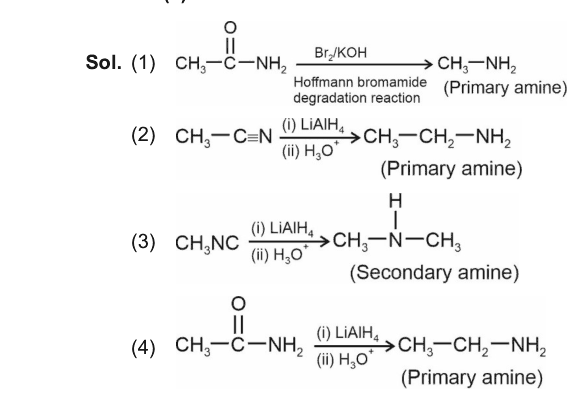 O
Sol. (1) CH₃—C—NH₂ Br₂/KOH CH₃—NH₂
Hoffmann bromamide (Primary amine)
degradation reaction
(2) CH₃—C≡N (i) LiAlH₄ CH₃—CH₂—NH₂
(ii) H₃O⁺
(Primary amine)
H
(3) CH₃NC (i) LiAlH₄ CH₃—N—CH₃
(ii) H₃O⁺
(Secondary amine)
O
(4) CH₃—C—NH₂ (i) LiAlH₄ CH₃—CH₂—NH₂
(ii) H₃O⁺
(Primary amine)